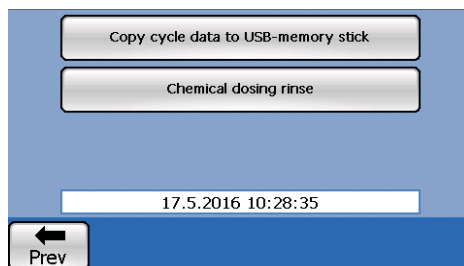 Copy cycle data to USB-memory stick
Chemical dosing rinse
17.5.2016 10:28:35
Prev